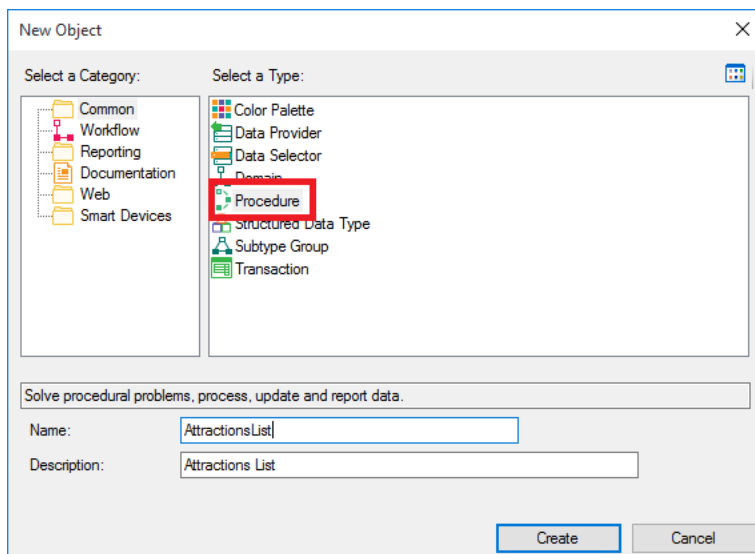 New Object
Select a Category:
Select a Type:
Common
Workflow
Reporting
Documentation
Web
Smart Devices
Color Palette
Data Provider
Data Selector
Domain
Procedure
Structured Data Type
Subtype Group
Transaction
Solve procedural problems, process, update and report data.
Name:
AttractionsList
Description:
Attractions List
Create
Cancel